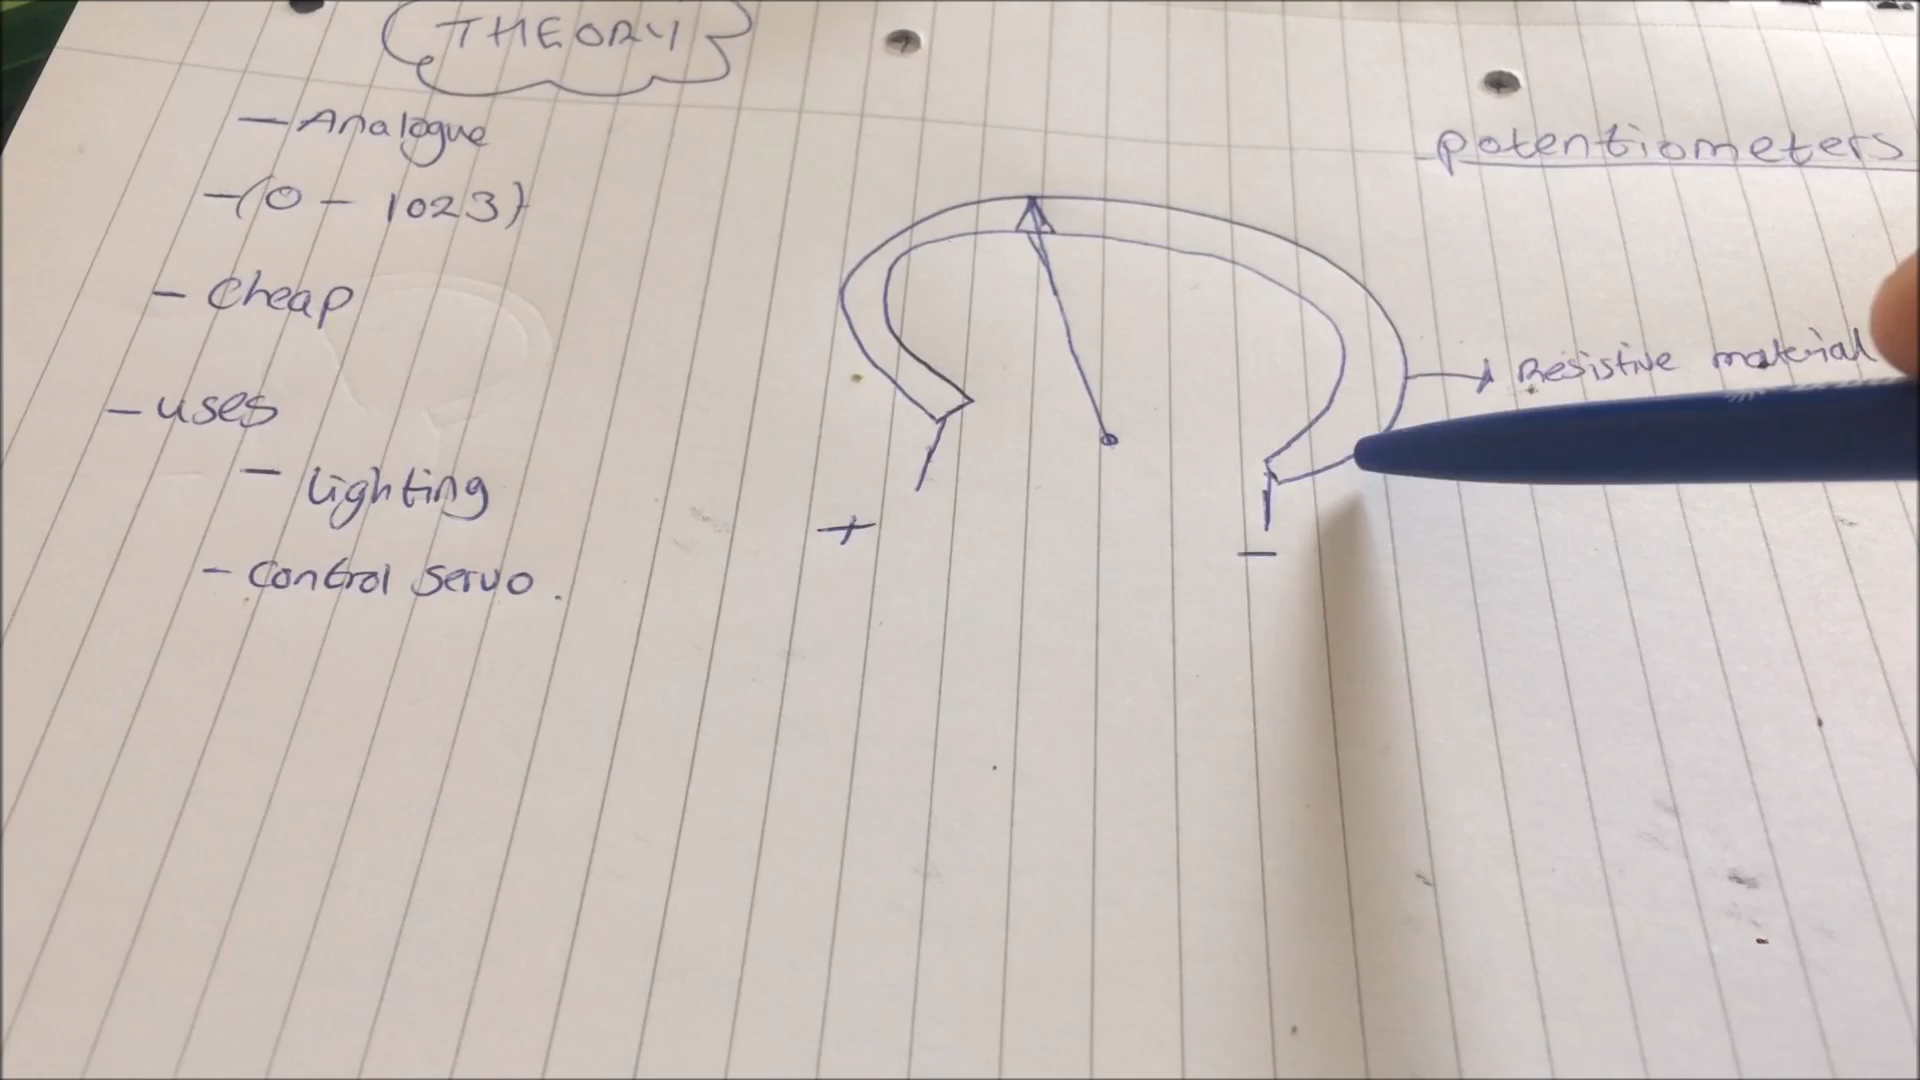 THEORY
— Analogue
- (0 - 1023)
- cheap
- uses
- lighting
- control servo.
potentiometers
Resistive material
+
-